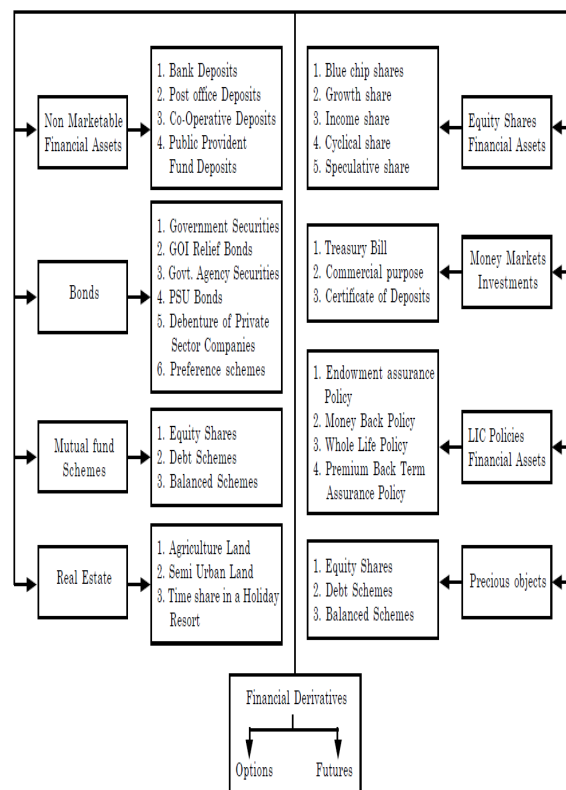 Non Marketable
Financial Assets
1. Bank Deposits
2. Post office Deposits
3. Co-Operative Deposits
4. Public Provident
Fund Deposits
1. Blue chip shares
2. Growth share
3. Income share
4. Cyclical share
5. Speculative share
Equity Shares
Financial Assets
Bonds
1. Government Securities
2. GOI Relief Bonds
3. Govt. Agency Securities
4. PSU Bonds
5. Debenture of Private
Sector Companies
6. Preference schemes
1. Treasury Bill
2. Commercial purpose
3. Certificate of Deposits
Money Markets
Investments
Mutual fund
Schemes
1. Equity Shares
2. Debt Schemes
3. Balanced Schemes
1. Endowment assurance
Policy
2. Money Back Policy
3. Whole Life Policy
4. Premium Back Term
Assurance Policy
LIC Policies
Financial Assets
Real Estate
1. Agriculture Land
2. Semi Urban Land
3. Time share in a Holiday
Resort
1. Equity Shares
2. Debt Schemes
3. Balanced Schemes
Precious objects
Financial Derivatives
Options
Futures